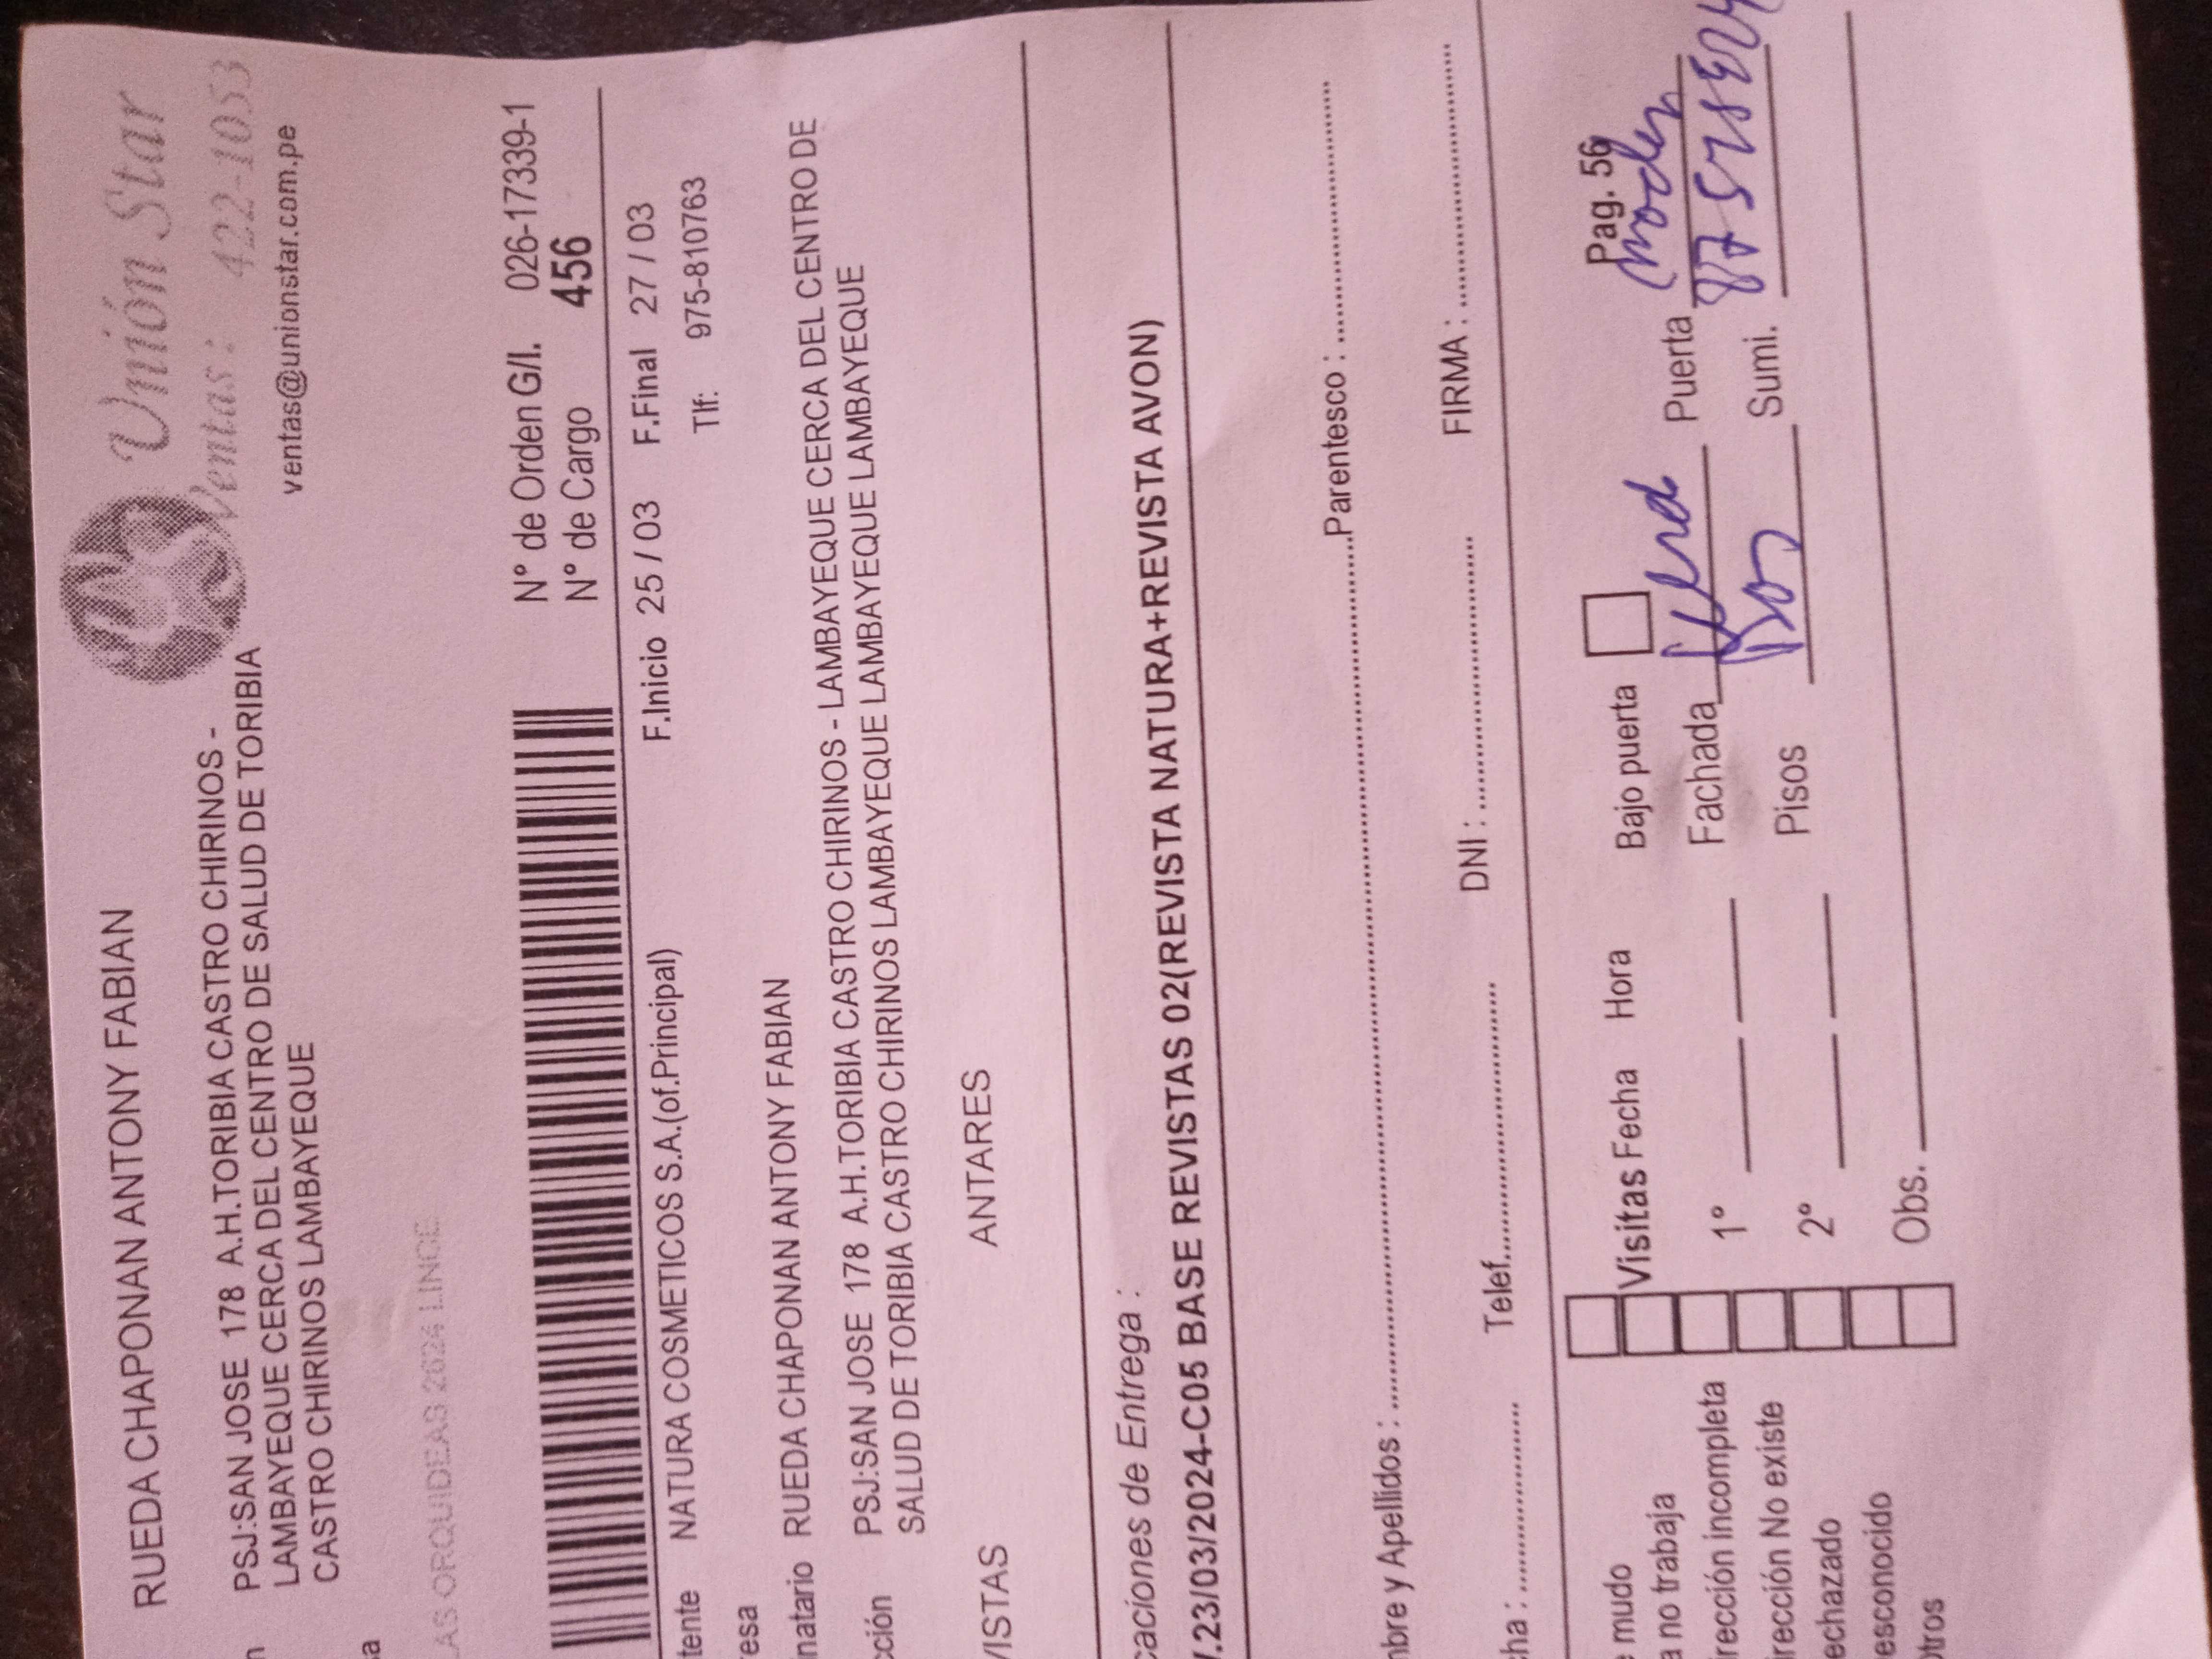 RUEDA CHAPONAN ANTONY FABIAN
Unión Star
Ventas: 422-1053
ventas@unionstar.com.pe
PSJ:SAN JOSE 178 A.H.TORIBIA CASTRO CHIRINOS -
LAMBAYEQUE CERCA DEL CENTRO DE SALUD DE TORIBIA
CASTRO CHIRINOS LAMBAYEQUE
AS ORQUIDEAS 2624 LINCE
N° de Orden G/I. 026-17339-1
N° de Cargo 456
tente NATURA COSMETICOS S.A.(of.Principal) F.Inicio 25 / 03 F.Final 27 / 03
resa Tlf: 975-810763
natario RUEDA CHAPONAN ANTONY FABIAN
cción PSJ:SAN JOSE 178 A.H.TORIBIA CASTRO CHIRINOS - LAMBAYEQUE CERCA DEL CENTRO DE
SALUD DE TORIBIA CASTRO CHIRINOS LAMBAYEQUE LAMBAYEQUE LAMBAYEQUE LAMBAYEQUE
VISTAS ANTARES
caciones de Entrega :
.23/03/2024-C05 BASE REVISTAS 02(REVISTA NATURA+REVISTA AVON)
mbre y Apellidos : Parentesco :
cha : Telef. DNI : FIRMA :
Pag. 56
mudo
a no trabaja Visitas Fecha Hora Bajo puerta
rección incompleta 1° Fachada Puerta
rección No existe
echazado 2° Pisos Sumi.
esconocido
Otros Obs.